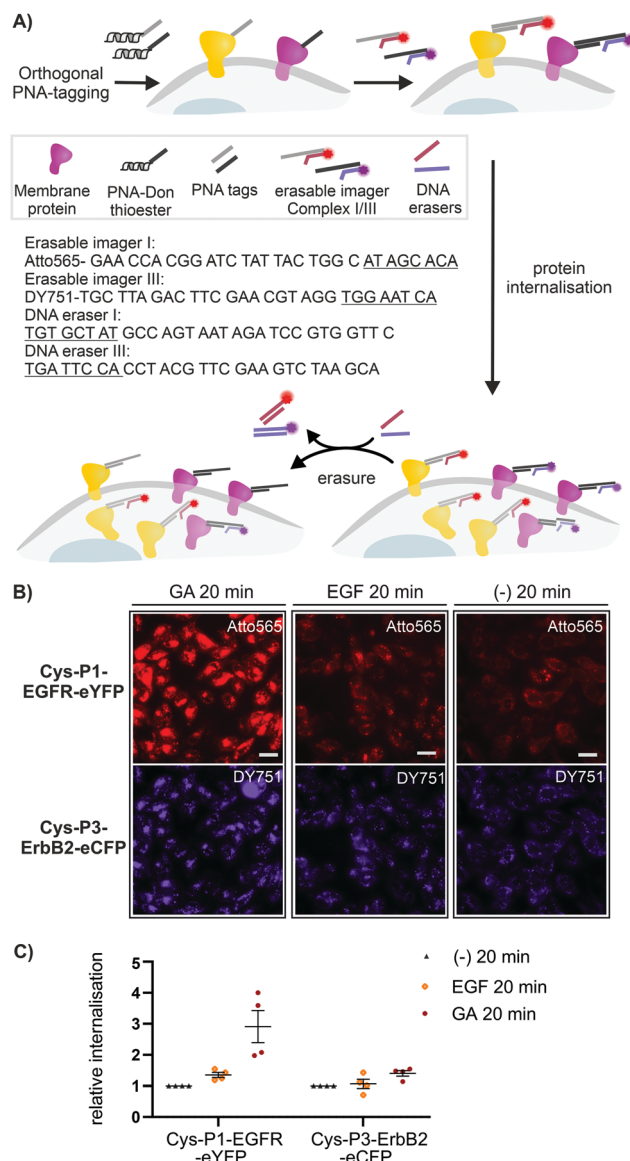 A)
Orthogonal
PNA-tagging
Membrane
protein
PNA-Don
thioester
PNA tags
erasable imager
Complex I/III
DNA
erasers
Erasable imager I:
Atto565- GAA CCA CGG ATC TAT TAC TGG C AT AGC ACA
Erasable imager III:
DY751-TGC TTA GAC TTC GAA CGT AGG TGG AAT CA
DNA eraser I:
TGT GCT AT GCC AGT AAT AGA TCC GTG GTT C
DNA eraser III:
TGA TTC CA CCT ACG TTC GAA GTC TAA GCA
protein
internalisation
erasure
B)
GA 20 min
EGF 20 min
(-) 20 min
Cys-P1-
EGFR-eYFP
Atto565
Atto565
Atto565
Cys-P3-
ErbB2-eCFP
DY751
DY751
DY751
C)
relative internalisation
5
4
3
2
1
0
Cys-P1-EGFR
-eYFP
Cys-P3-ErbB2
-eCFP
(-) 20 min
EGF 20 min
GA 20 min